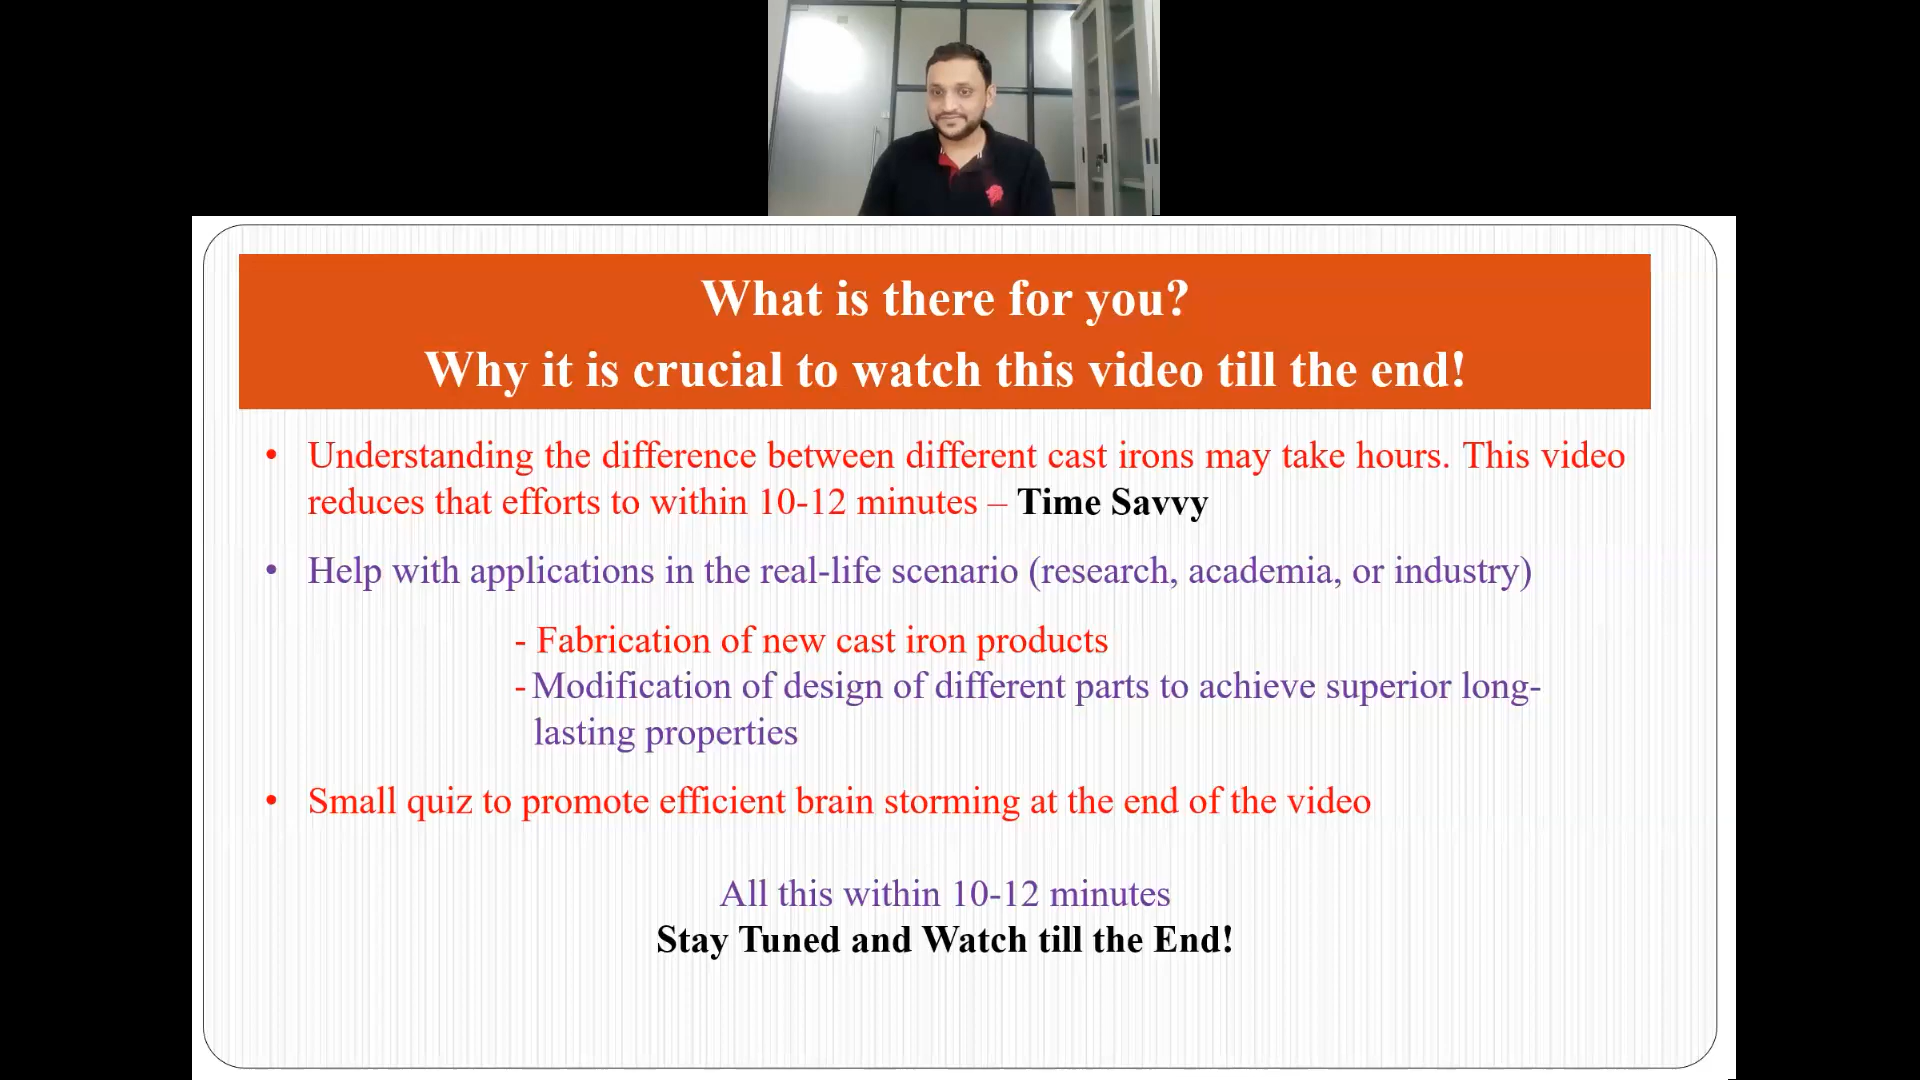 What is there for you?
Why it is crucial to watch this video till the end!
• Understanding the difference between different cast irons may take hours. This video
reduces that efforts to within 10-12 minutes – Time Savvy
• Help with applications in the real-life scenario (research, academia, or industry)
- Fabrication of new cast iron products
- Modification of design of different parts to achieve superior long-
lasting properties
• Small quiz to promote efficient brain storming at the end of the video
All this within 10-12 minutes
Stay Tuned and Watch till the End!